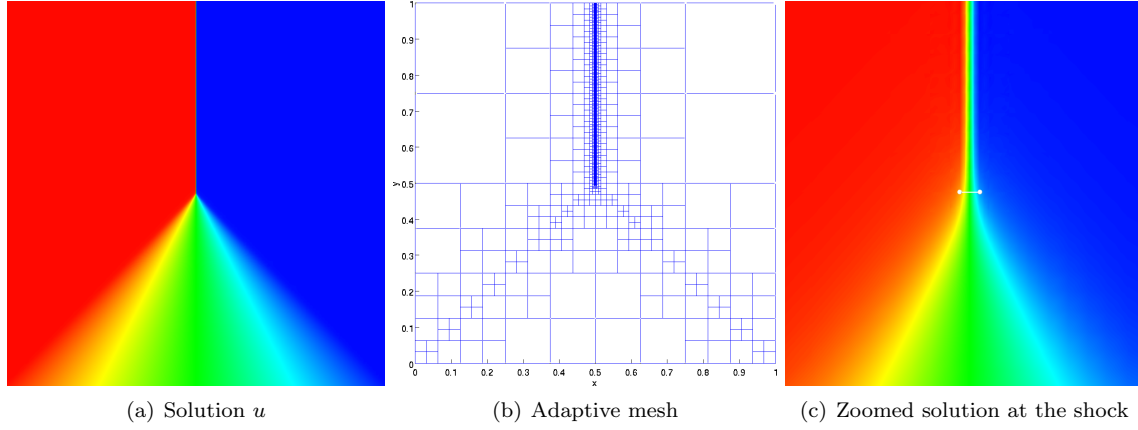 1
0.9
0.8
0.7
0.6
y
0.5
0.4
0.3
0.2
0.1
0
0 0.1 0.2 0.3 0.4 0.5 0.6 0.7 0.8 0.9 1
x
(a) Solution u
(b) Adaptive mesh
(c) Zoomed solution at the shock